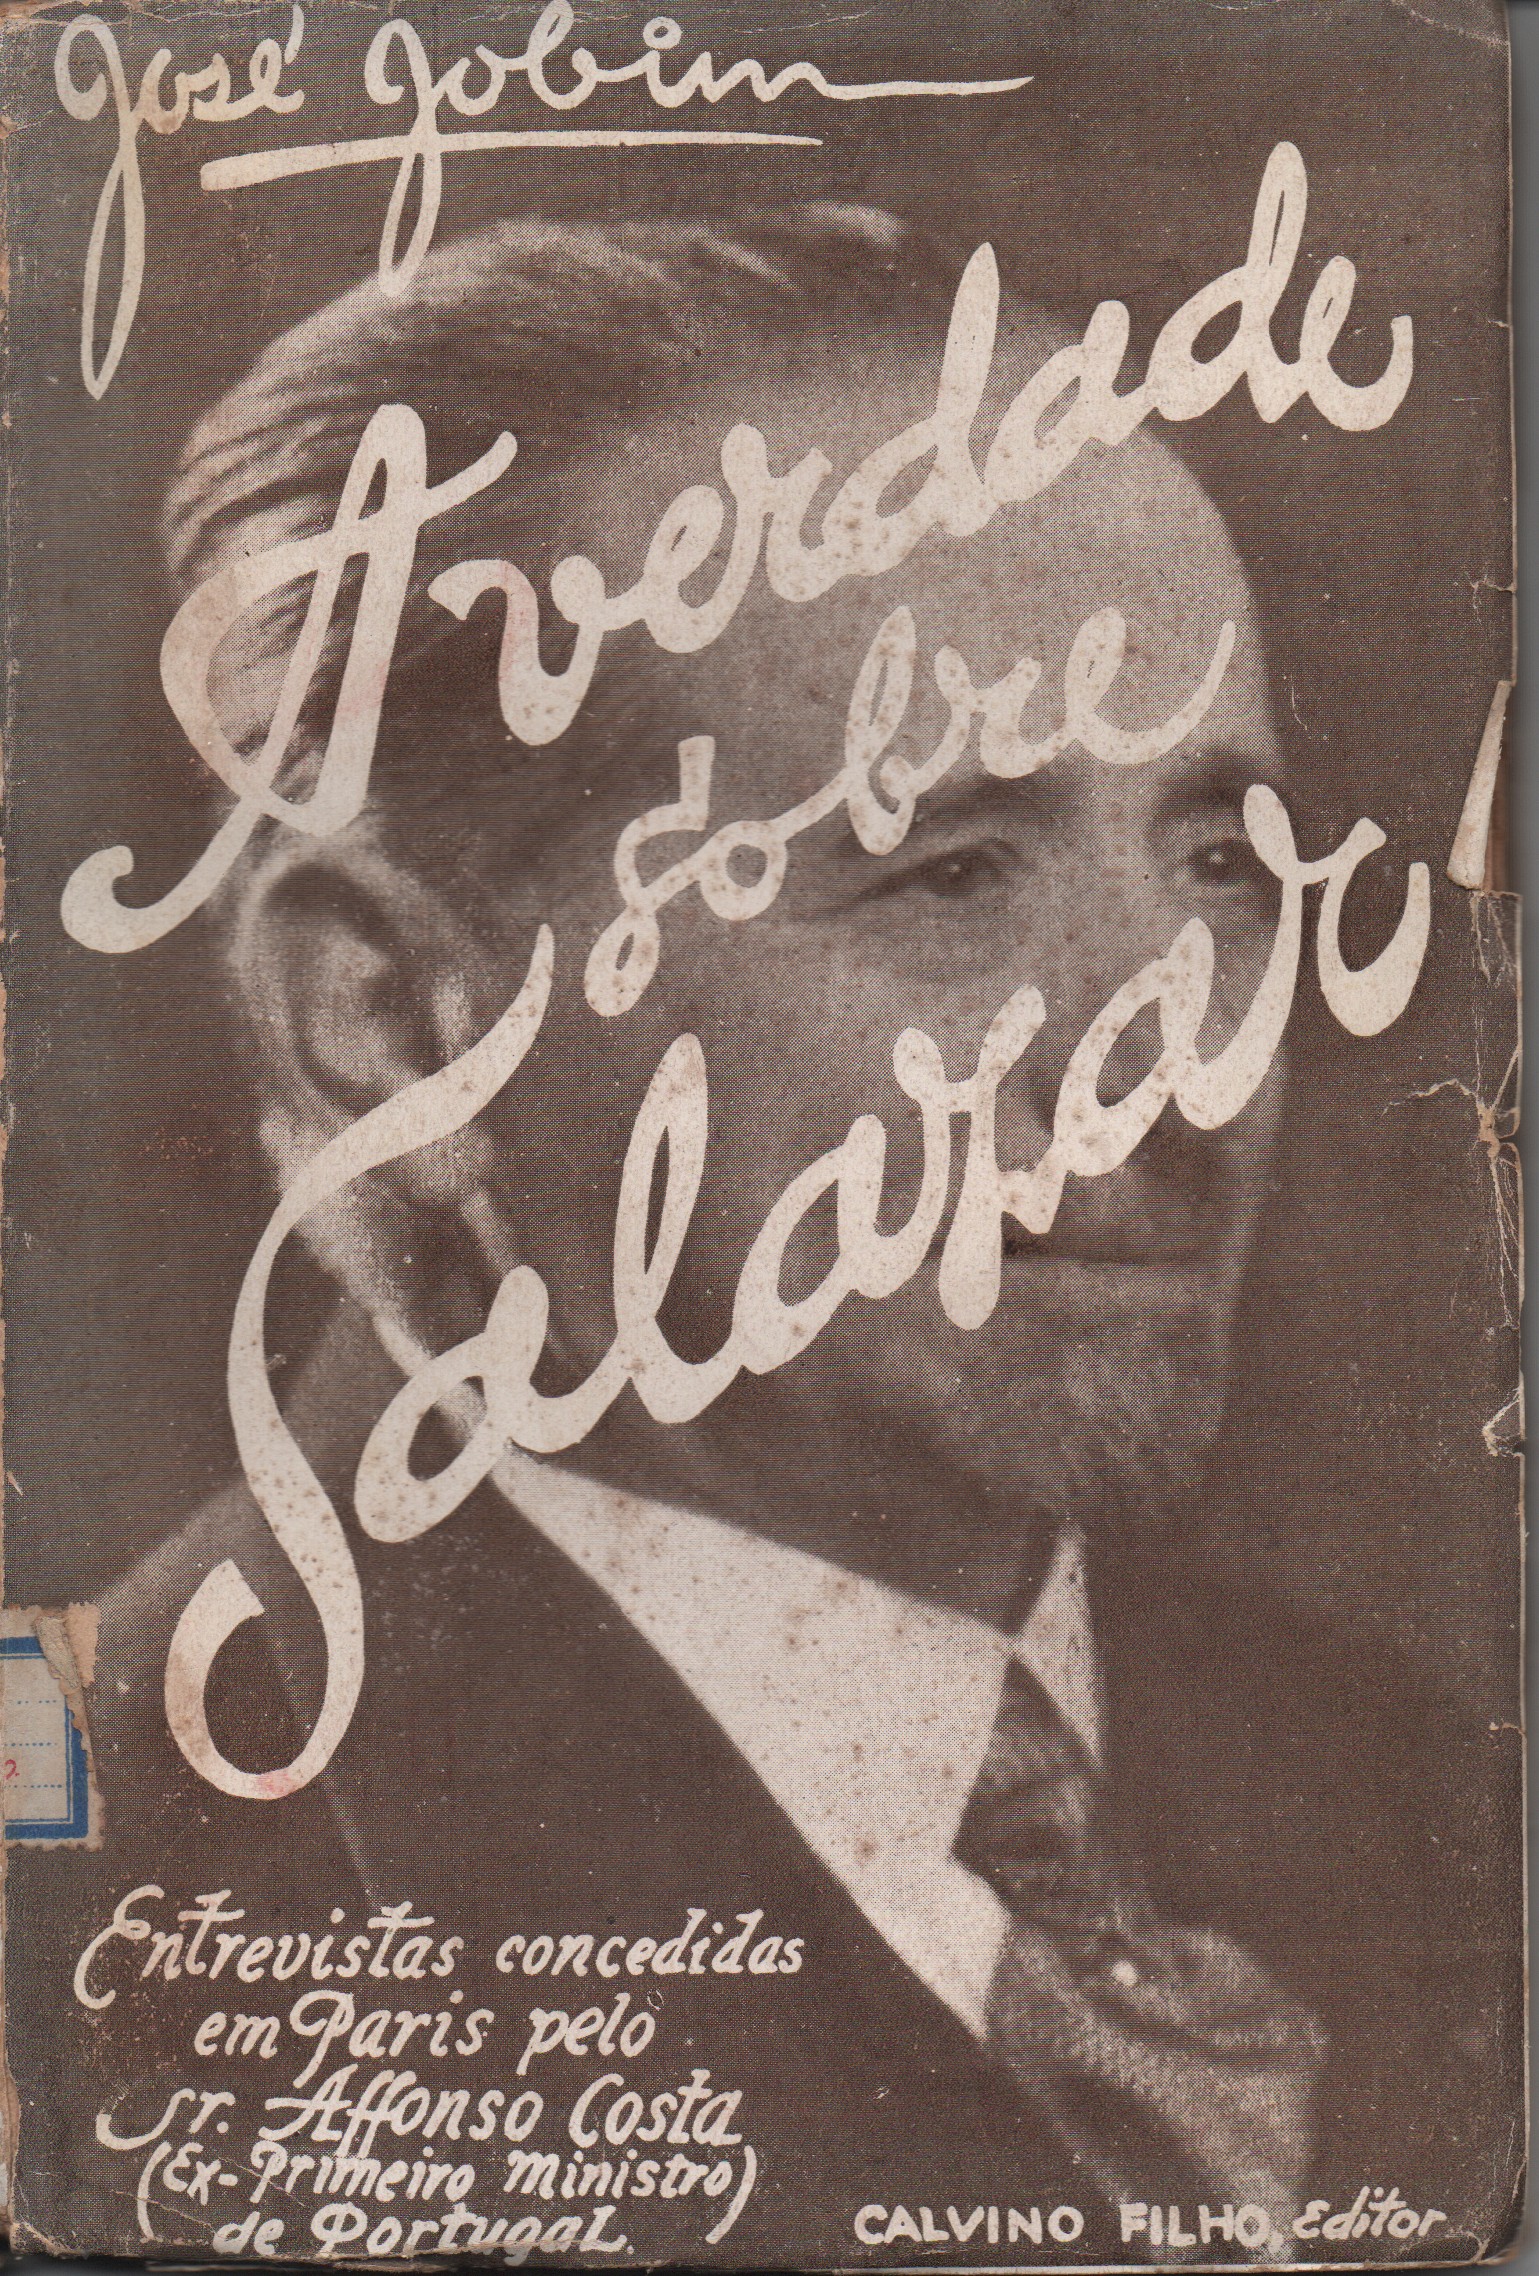 José Jobim
A verdade
sobre
Salazar
Entrevistas concedidas
em Paris pelo
Sr. Affonso Costa
(Ex-Primeiro Ministro)
de Portugal.
CALVINO FILHO, Editor